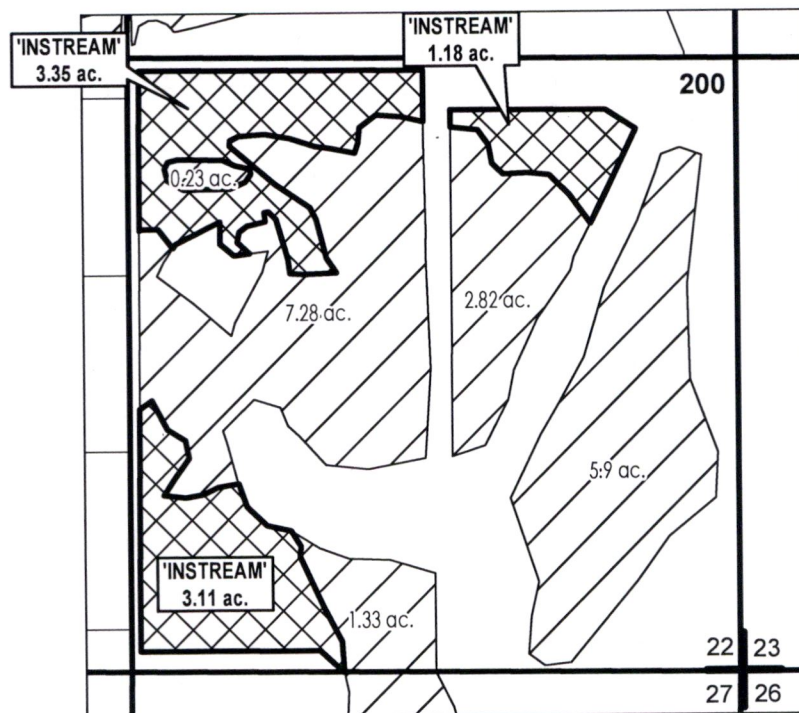 'INSTREAM'
3.35 ac.
'INSTREAM'
1.18 ac.
200
0.23 ac.
7.28 ac.
2.82 ac.
5.9 ac.
'INSTREAM'
3.11 ac.
1.33 ac.
22 23
27 26